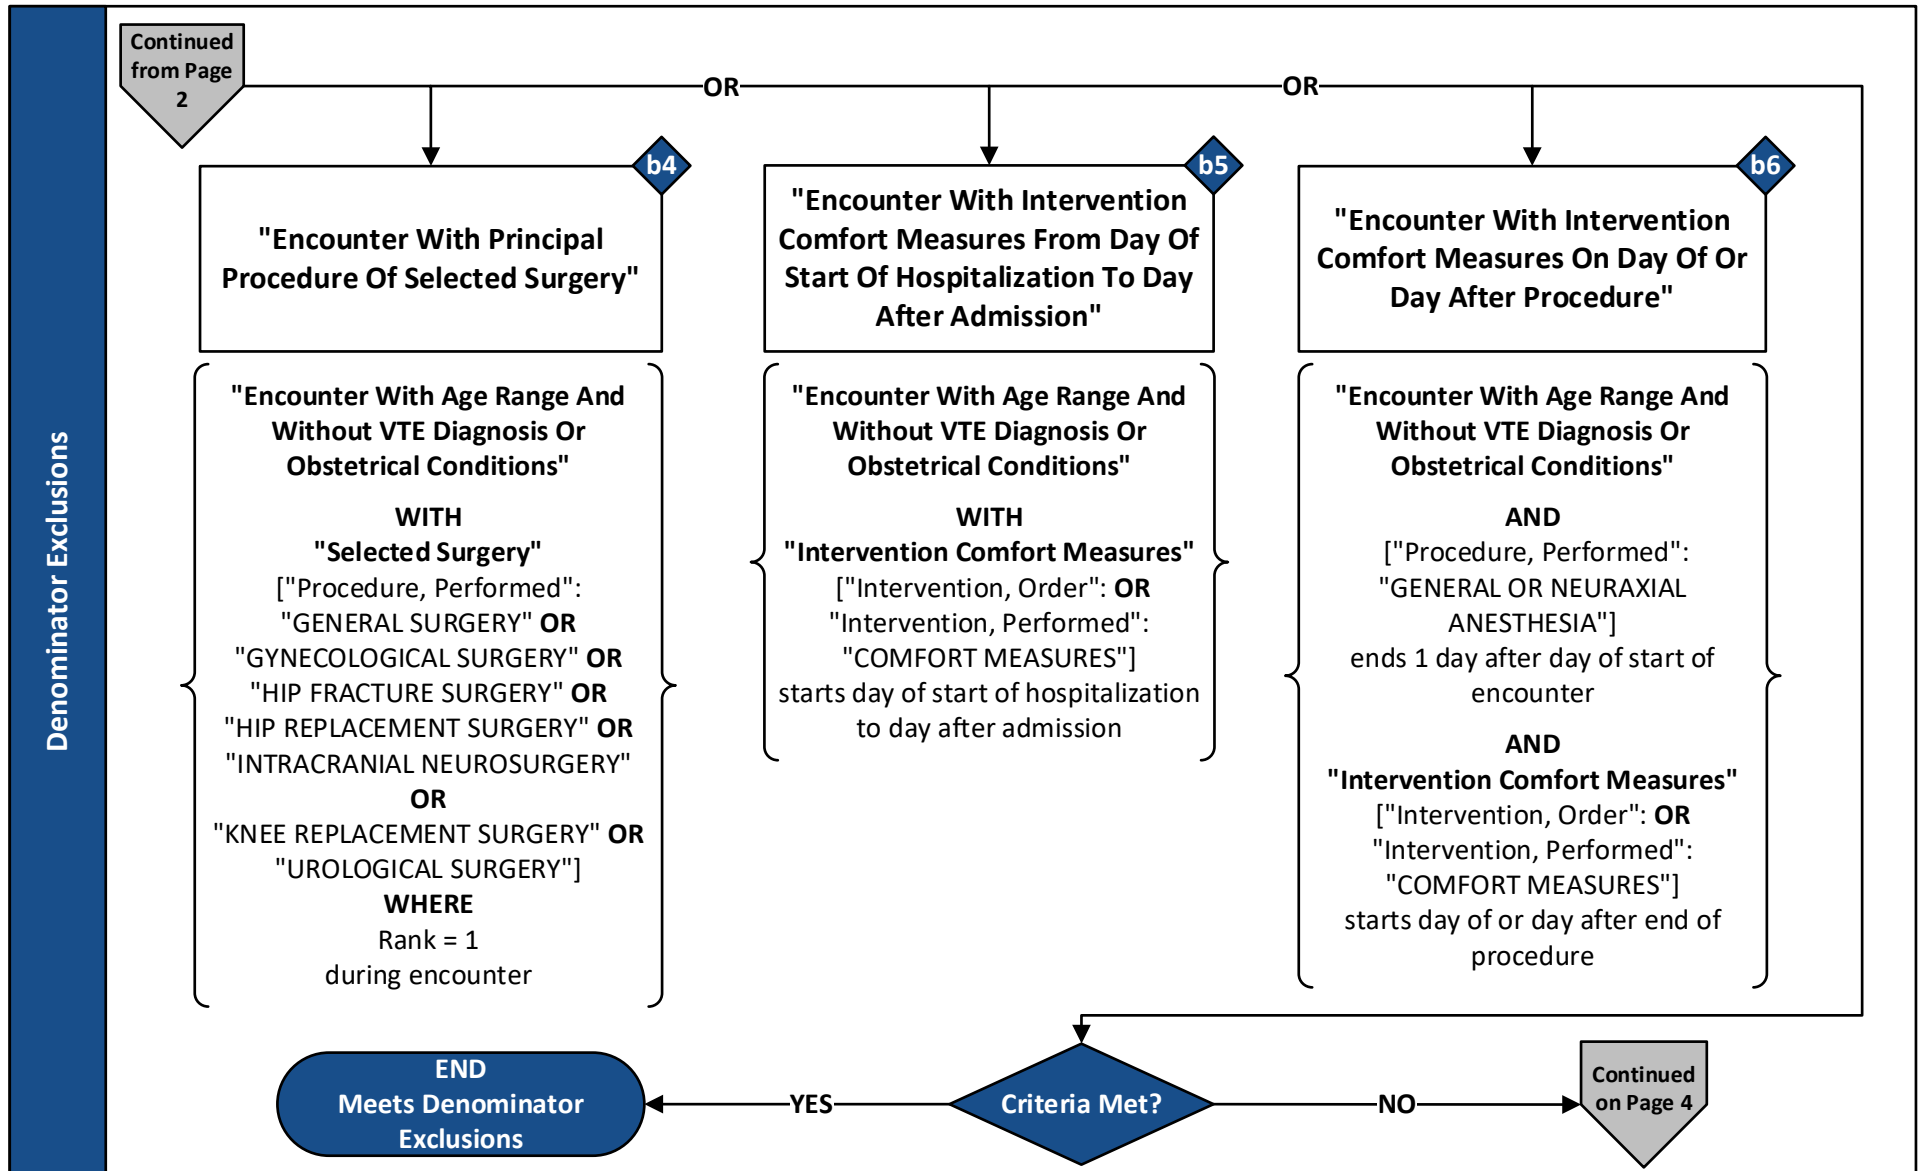 Denominator Exclusions
Continued
from Page
2
OR
OR
b4
"Encounter With Principal
Procedure Of Selected Surgery"
"Encounter With Age Range And
Without VTE Diagnosis Or
Obstetrical Conditions"
WITH
"Selected Surgery"
["Procedure, Performed":
"GENERAL SURGERY" OR
"GYNECOLOGICAL SURGERY" OR
"HIP FRACTURE SURGERY" OR
"HIP REPLACEMENT SURGERY" OR
"INTRACRANIAL NEUROSURGERY"
OR
"KNEE REPLACEMENT SURGERY" OR
"UROLOGICAL SURGERY"]
WHERE
Rank = 1
during encounter
b5
"Encounter With Intervention
Comfort Measures From Day Of
Start Of Hospitalization To Day
After Admission"
"Encounter With Age Range And
Without VTE Diagnosis Or
Obstetrical Conditions"
WITH
"Intervention Comfort Measures"
["Intervention, Order": OR
"Intervention, Performed":
"COMFORT MEASURES"]
starts day of start of hospitalization
to day after admission
b6
"Encounter With Intervention
Comfort Measures On Day Of Or
Day After Procedure"
"Encounter With Age Range And
Without VTE Diagnosis Or
Obstetrical Conditions"
AND
["Procedure, Performed":
"GENERAL OR NEURAXIAL
ANESTHESIA"]
ends 1 day after day of start of
encounter
AND
"Intervention Comfort Measures"
["Intervention, Order": OR
"Intervention, Performed":
"COMFORT MEASURES"]
starts day of or day after end of
procedure
END
Meets Denominator
Exclusions
YES
Criteria Met?
NO
Continued
on Page 4